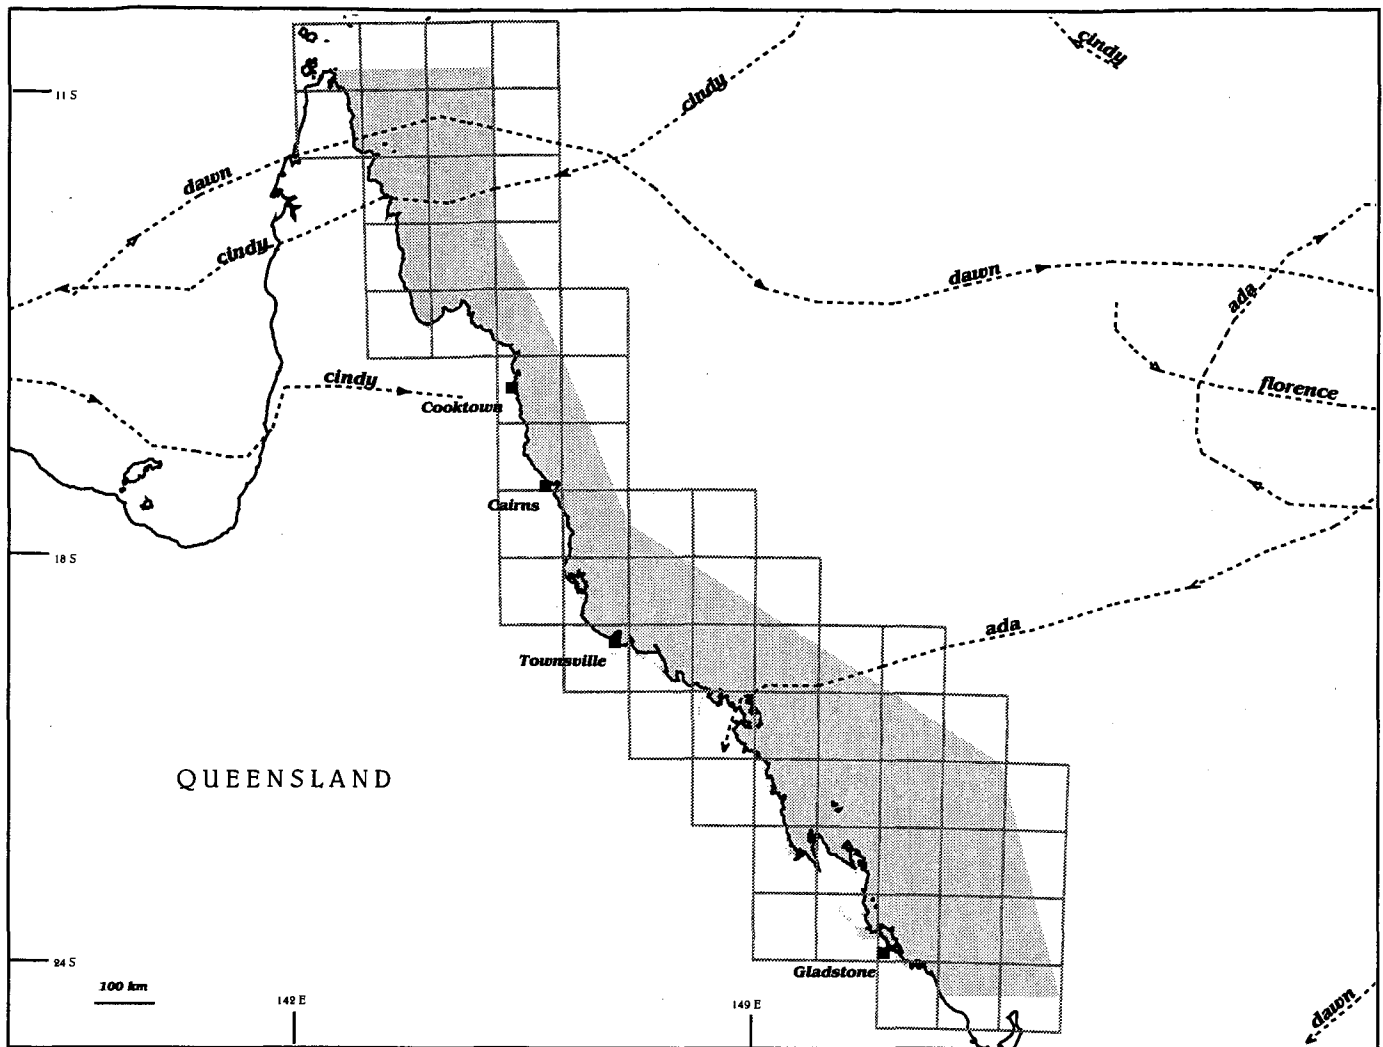 cindy
cindy
11 S
dawn
cindy
dawn
ada
cindy
florence
Cooktown
Cairns
18 S
ada
Townsville
QUEENSLAND
24 S
Gladstone
100 km
142 E
149 E
dawn